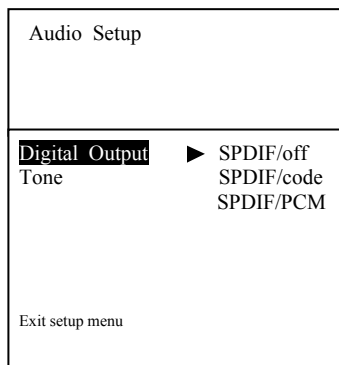 Audio Setup
Digital Output ► SPDIF/off
Tone SPDIF/code
SPDIF/PCM
Exit setup menu